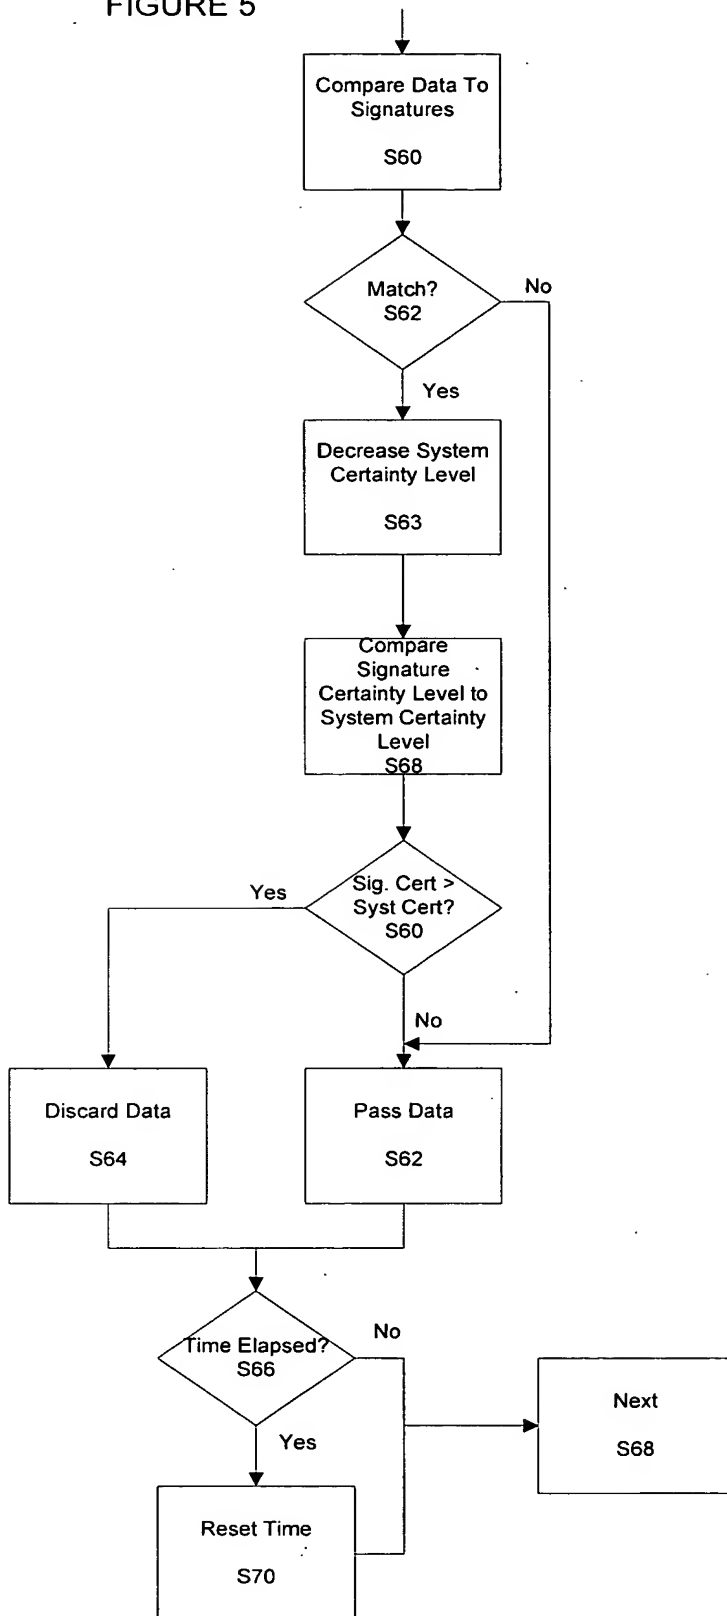 FIGURE 5
Compare Data To
Signatures
S60
Match?
S62
No
Yes
Decrease System
Certainty Level
S63
Compare
Signature
Certainty Level to
System Certainty
Level
S68
Yes
Sig. Cert >
Syst Cert?
S60
No
Discard Data
S64
Pass Data
S62
Time Elapsed?
S66
No
Yes
Next
S68
Reset Time
S70